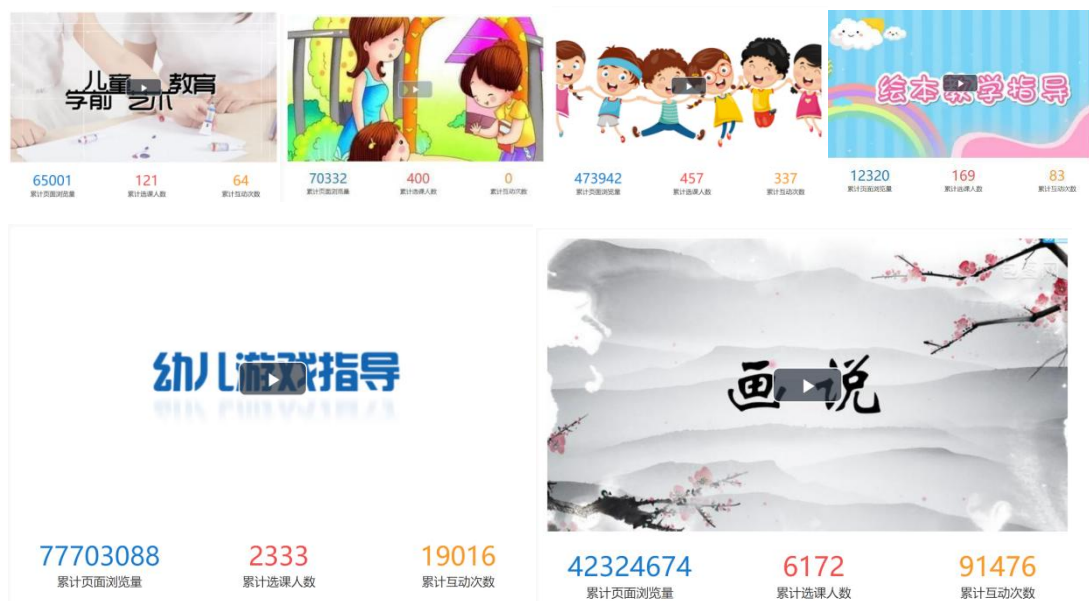 儿童 教育
学前 艺术
65001 121 64
累计页面浏览量 累计选课人数 累计互动次数
70332 400 0
累计页面浏览量 累计选课人数 累计互动次数
473942 457 337
累计页面浏览量 累计选课人数 累计互动次数
绘本教学指导
12320 169 83
累计页面浏览量 累计选课人数 累计互动次数
幼儿游戏指导
77703088 2333 19016
累计页面浏览量 累计选课人数 累计互动次数
画 说
42324674 6172 91476
累计页面浏览量 累计选课人数 累计互动次数